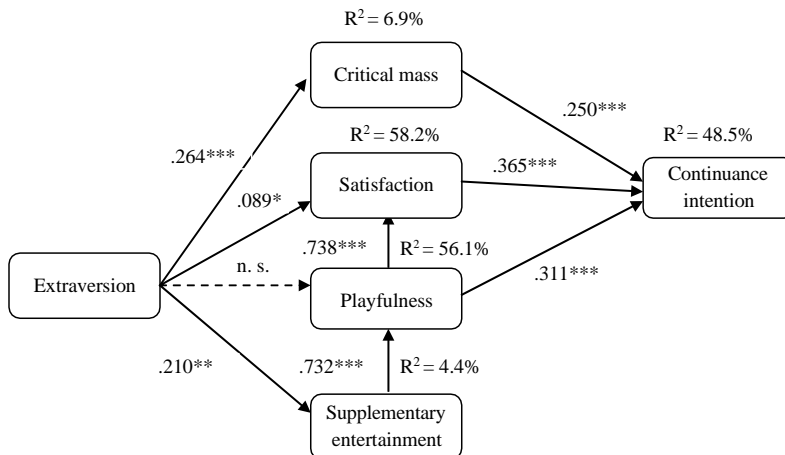 R² = 6.9%
Critical mass
.250***
R² = 58.2%
R² = 48.5%
.264***
Satisfaction
.365***
Continuance
intention
.089*
.738***
R² = 56.1%
Extraversion
n. s.
Playfulness
.311***
.210**
.732***
R² = 4.4%
Supplementary
entertainment